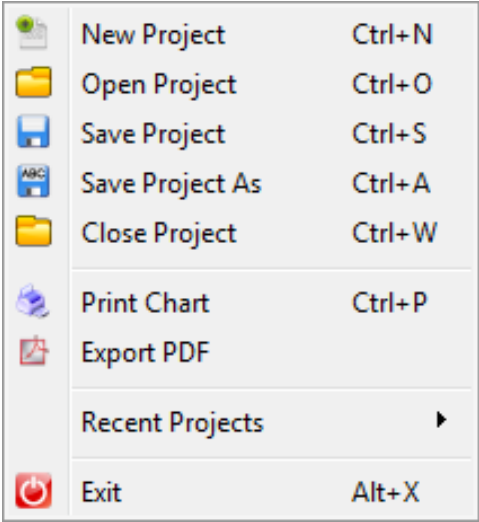 New Project Ctrl+N
Open Project Ctrl+O
Save Project Ctrl+S
ABC Save Project As Ctrl+A
Close Project Ctrl+W
Print Chart Ctrl+P
Export PDF
Recent Projects
Exit Alt+X